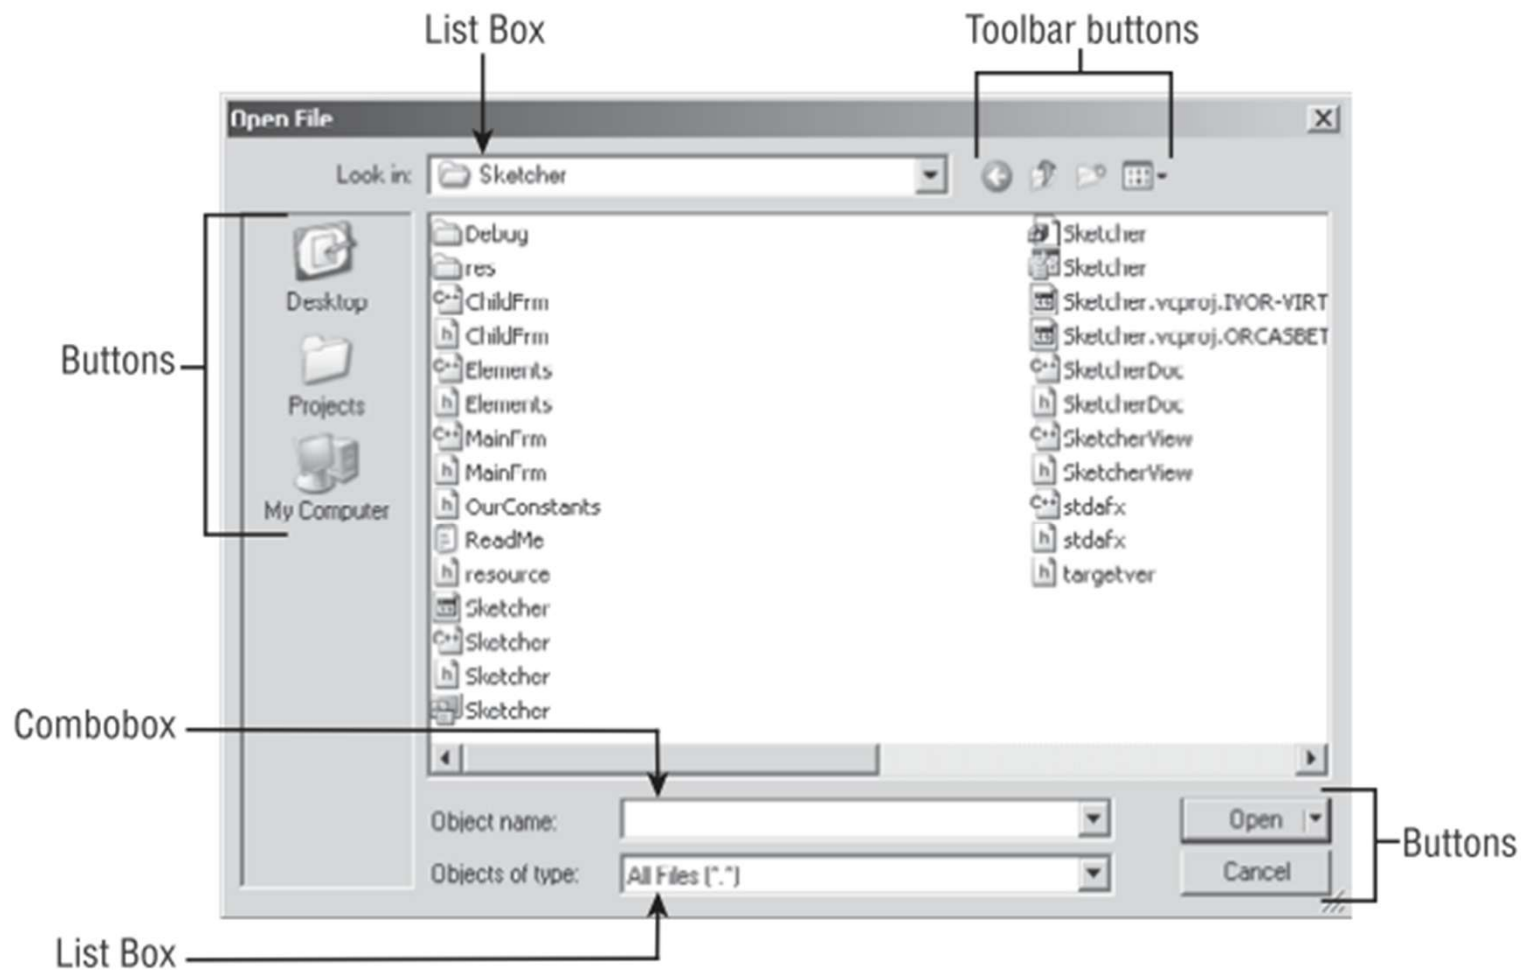 List Box
Toolbar buttons
Open File
Look in: Sketcher
Buttons
Desktop
Projects
My Computer
Debug
res
C++ ChildFrm
h ChildFrm
C++ Elements
h Elements
C++ MainFrm
h MainFrm
h OurConstants
ReadMe
h resource
Sketcher
C++ Sketcher
h Sketcher
Sketcher
Sketcher
Sketcher
Sketcher.vcproj.IVOR-VIRT
Sketcher.vcproj.ORCASBET
C++ SketcherDoc
h SketcherDoc
C++ SketcherView
h SketcherView
C++ stdafx
h stdafx
h targetver
Combobox
Object name:
Open
Objects of type: All Files (*.*)
Cancel
Buttons
List Box